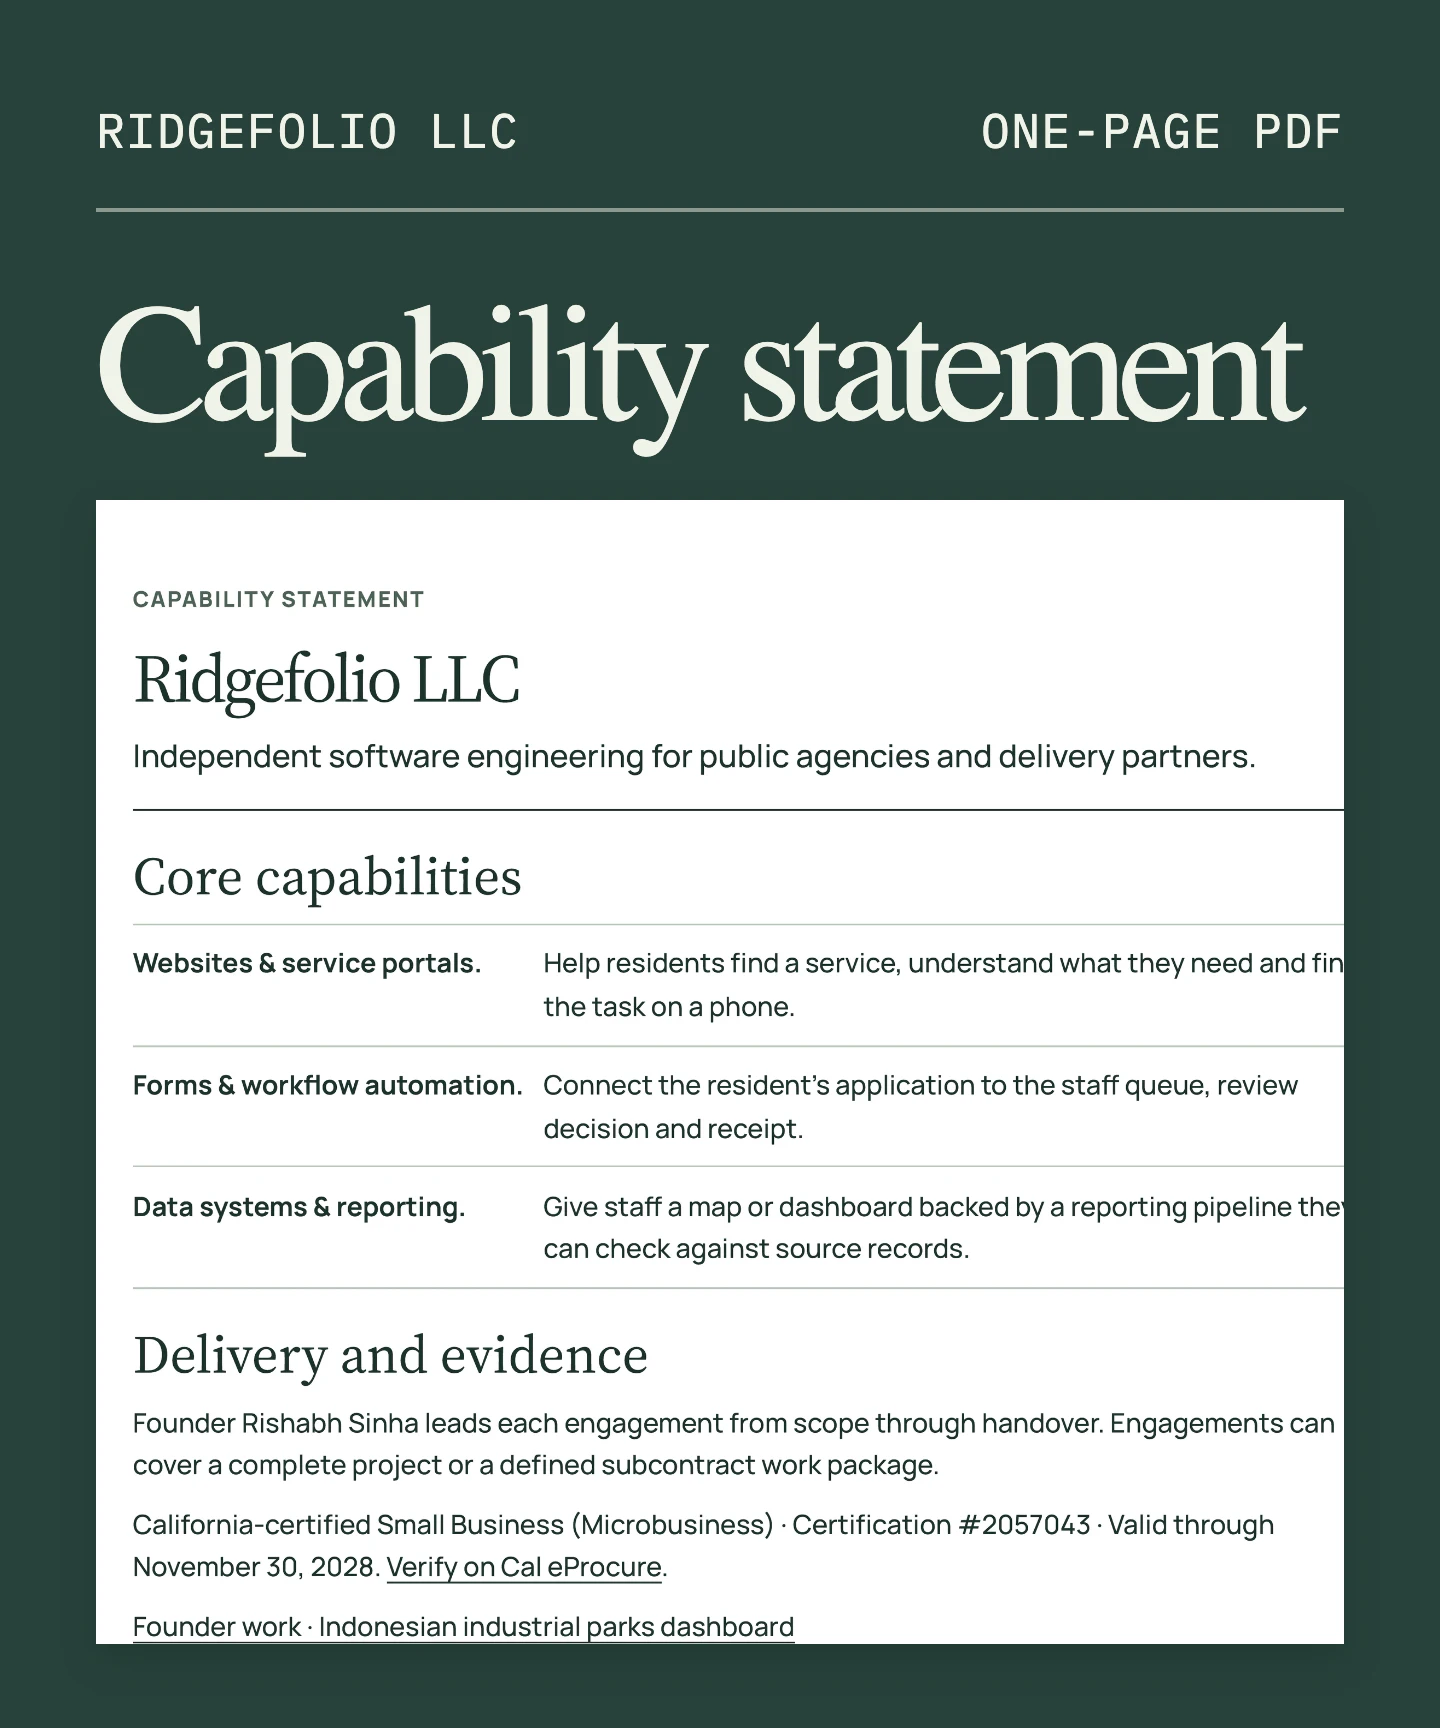 RIDGEFOLIO LLC
ONE-PAGE PDF
Capability statement
CAPABILITY STATEMENT
Ridgefolio LLC
Independent software engineering for public agencies and delivery partners.
Core capabilities
Websites & service portals.
Help residents find a service, understand what they need and fin
the task on a phone.
Forms & workflow automation.
Connect the resident's application to the staff queue, review
decision and receipt.
Data systems & reporting.
Give staff a map or dashboard backed by a reporting pipeline they
can check against source records.
Delivery and evidence
Founder Rishabh Sinha leads each engagement from scope through handover. Engagements can
cover a complete project or a defined subcontract work package.
California-certified Small Business (Microbusiness) · Certification #2057043 · Valid through
November 30, 2028. Verify on Cal eProcure.
Founder work · Indonesian industrial parks dashboard